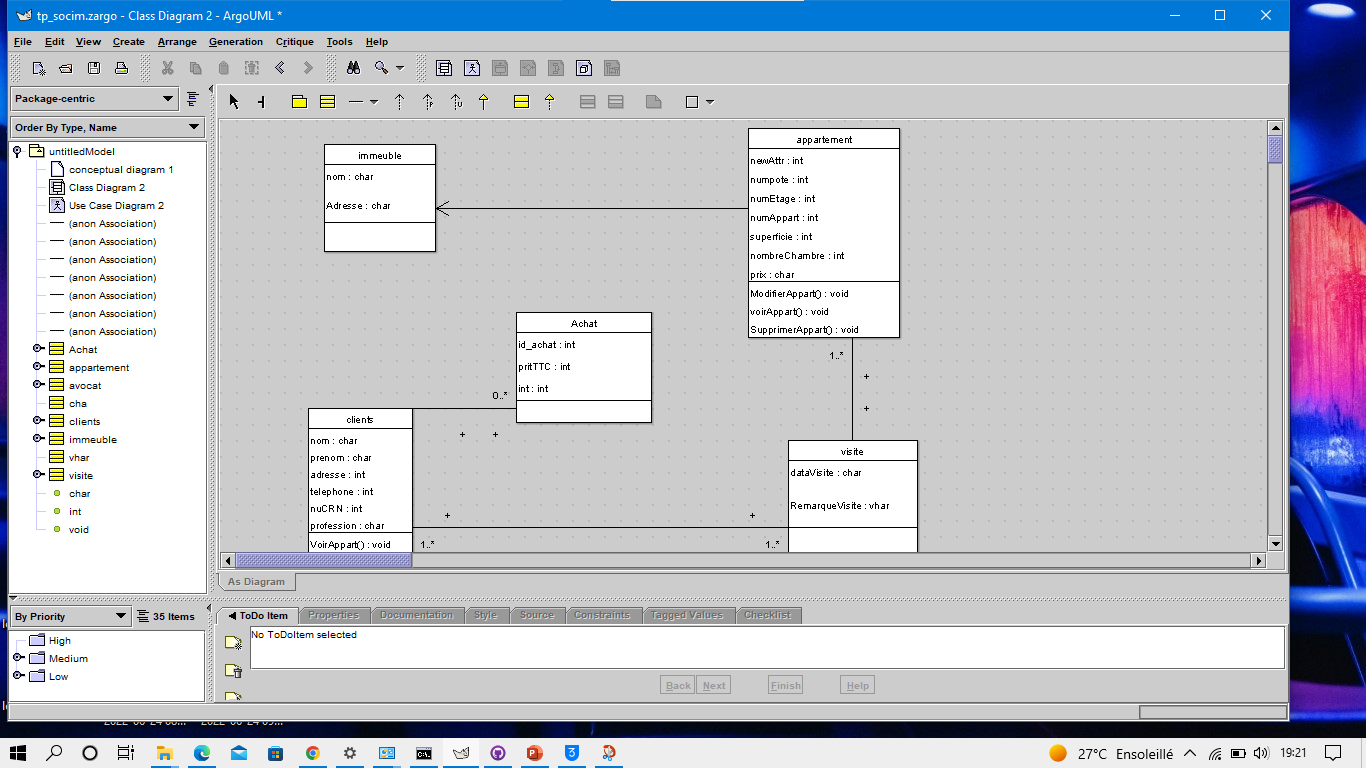 tp_socim.zargo - Class Diagram 2 - ArgoUML *
File Edit View Create Arrange Generation Critique Tools Help
Package-centric
Order By Type, Name
untitledModel
conceptual diagram 1
Class Diagram 2
Use Case Diagram 2
(anon Association)
(anon Association)
(anon Association)
(anon Association)
(anon Association)
(anon Association)
(anon Association)
Achat
appartement
avocat
cha
clients
immeuble
vhar
visite
char
int
void
immeuble
nom : char
Adresse : char
appartement
newAttr : int
numpote : int
numEtage : int
numAppart : int
superficie : int
nombreChambre : int
prix : char
ModifierAppart() : void
voirAppart() : void
SupprimerAppart() : void
1..*
+
+
Achat
id_achat : int
pritTTC : int
int : int
0..*
+ +
clients
nom : char
prenom : char
adresse : int
telephone : int
nuCRN : int
profession : char
VoirAppart() : void
+ +
1..* 1..*
visite
dataVisite : char
RemarqueVisite : vhar
As Diagram
By Priority
35 Items
High
Medium
Low
ToDo Item Properties Documentation Style Source Constraints Tagged Values Checklist
No ToDoItem selected
Back Next Finish Help
27°C Ensoleillé 19:21